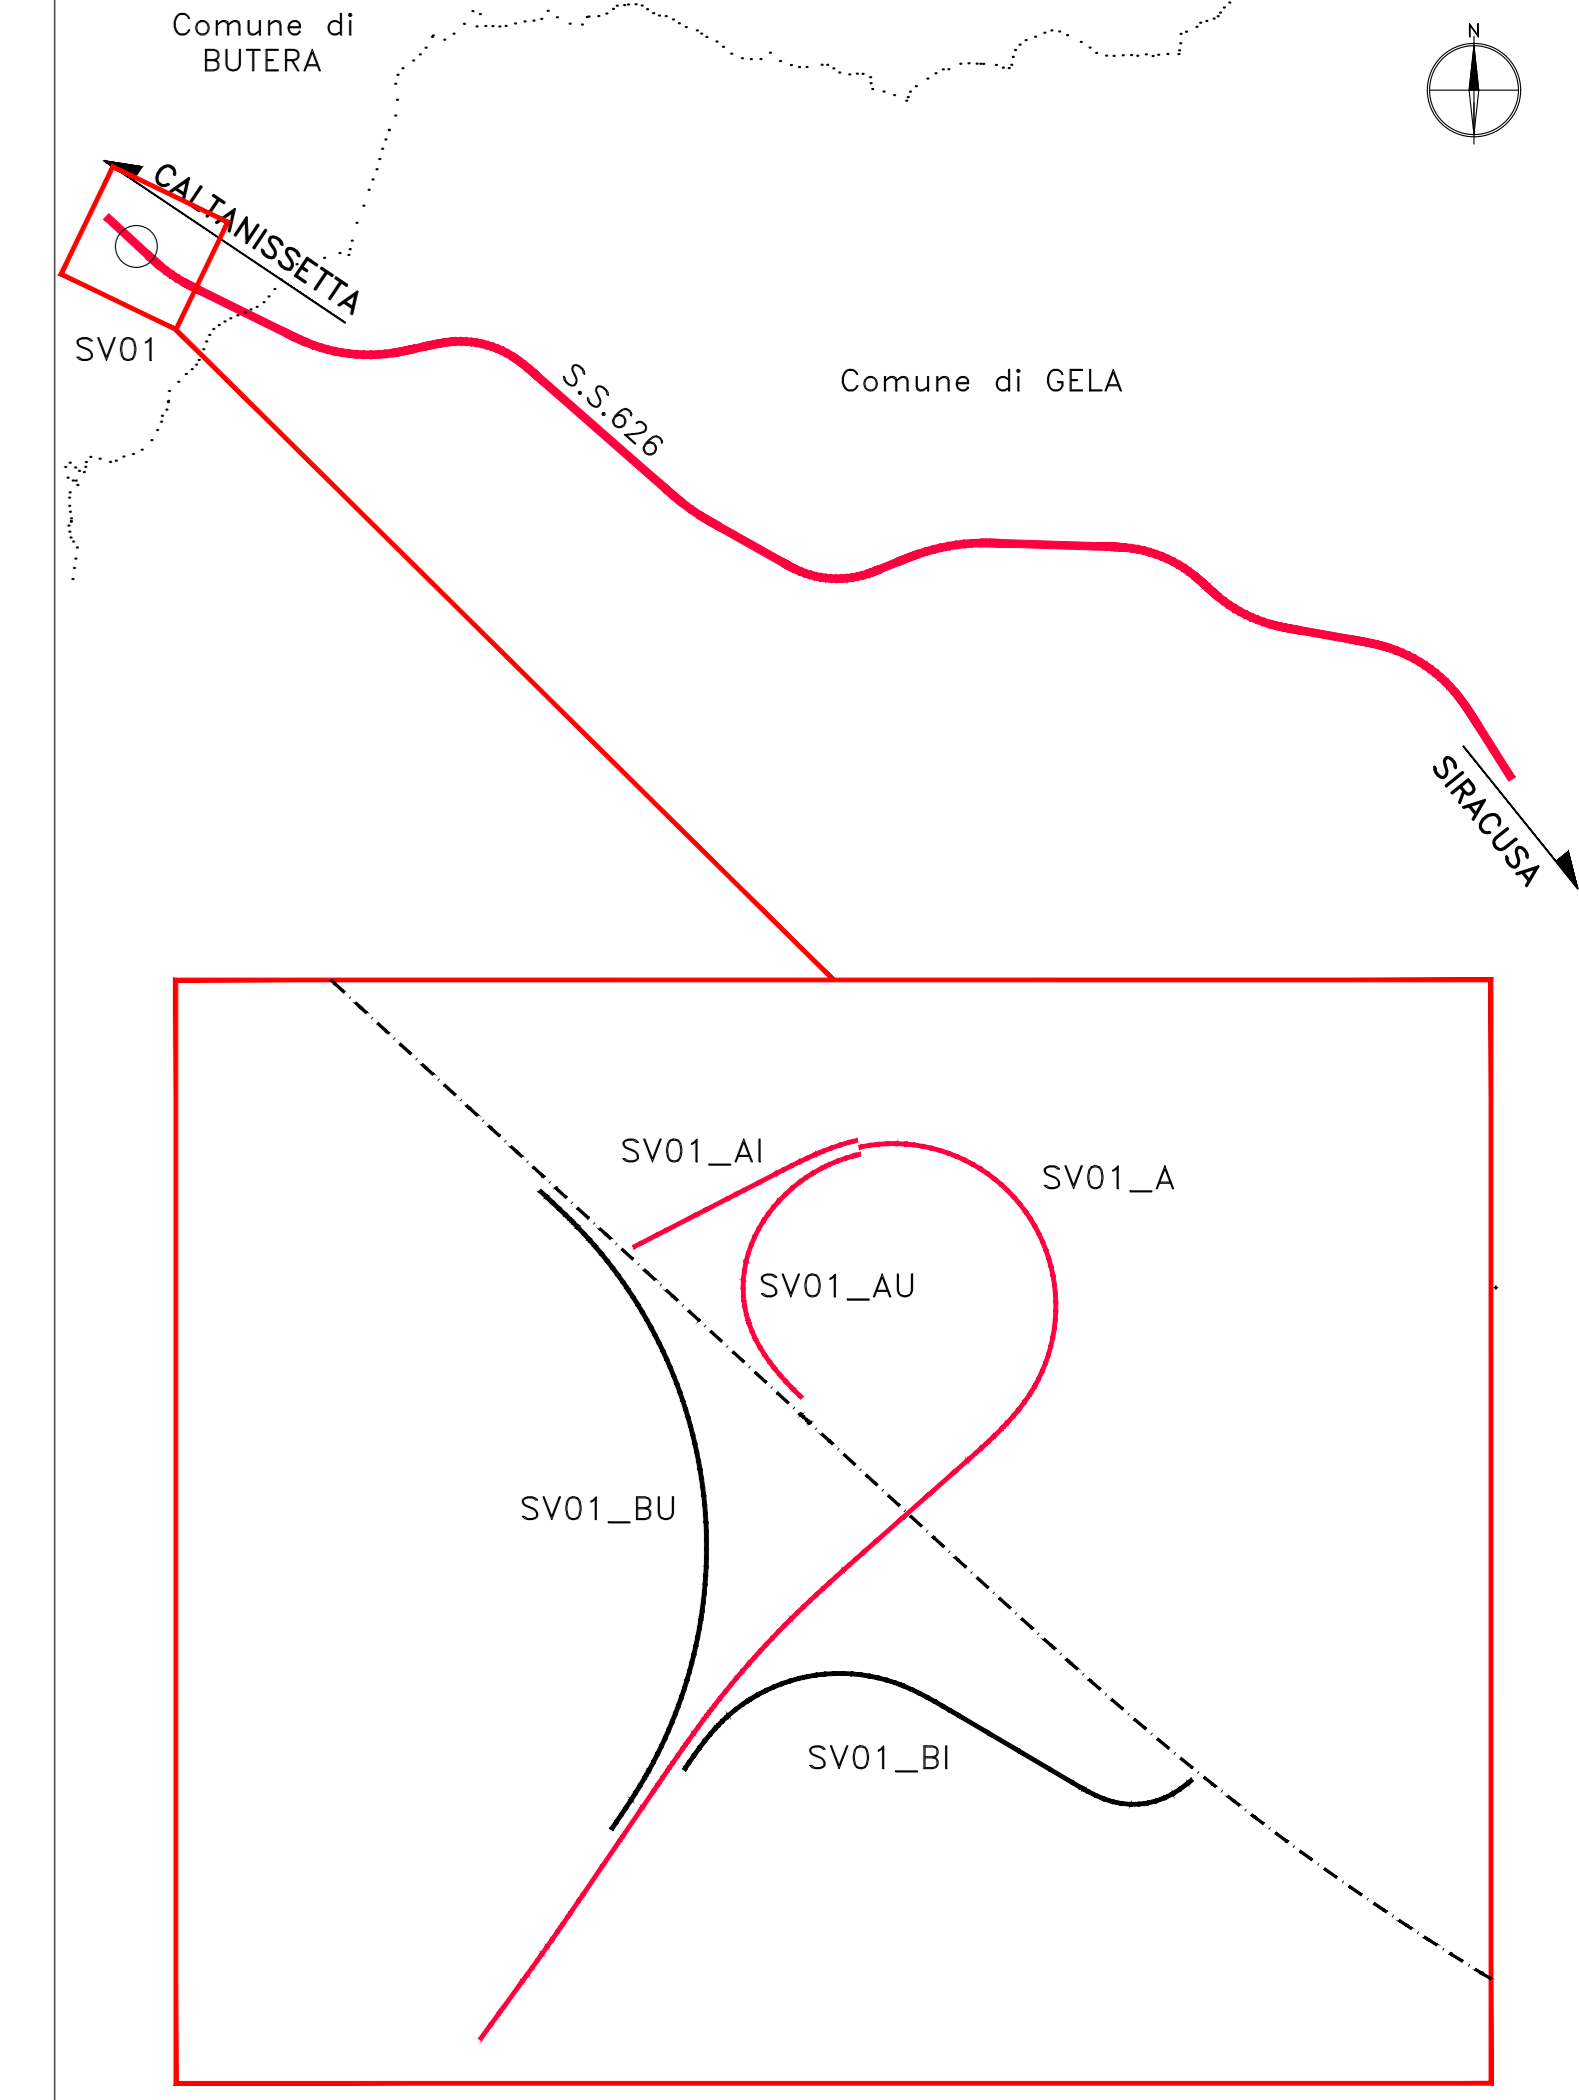 Comune di
BUTERA
N
CALTANISSETTA
SV01
S.S.626
Comune di GELA
SIRACUSA
SV01_AI
SV01_A
SV01_AU
SV01_BU
SV01_BI